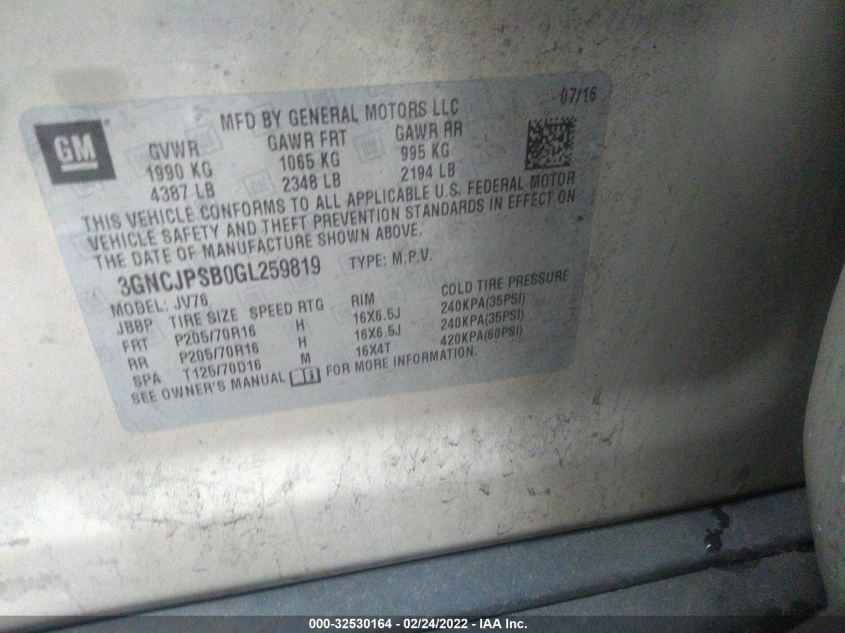 07/16
MFD BY GENERAL MOTORS LLC
GM
GVWR GAWR FRT GAWR RR
1990 KG 1065 KG 995 KG
4387 LB 2348 LB 2194 LB
THIS VEHICLE CONFORMS TO ALL APPLICABLE U.S. FEDERAL MOTOR
VEHICLE SAFETY AND THEFT PREVENTION STANDARDS IN EFFECT ON
THE DATE OF MANUFACTURE SHOWN ABOVE.
3GNCJPSB0GL259819 TYPE: M.P.V.
MODEL: JV76
JBBP TIRE SIZE SPEED RTG RIM COLD TIRE PRESSURE
FRT P205/70R16 H 16X6.5J 240KPA(35PSI)
RR P205/70R16 H 16X6.5J 240KPA(35PSI)
SPA T125/70D16 M 16X4T 420KPA(60PSI)
SEE OWNER'S MANUAL FOR MORE INFORMATION.
000-32530164 - 02/24/2022 - IAA Inc.